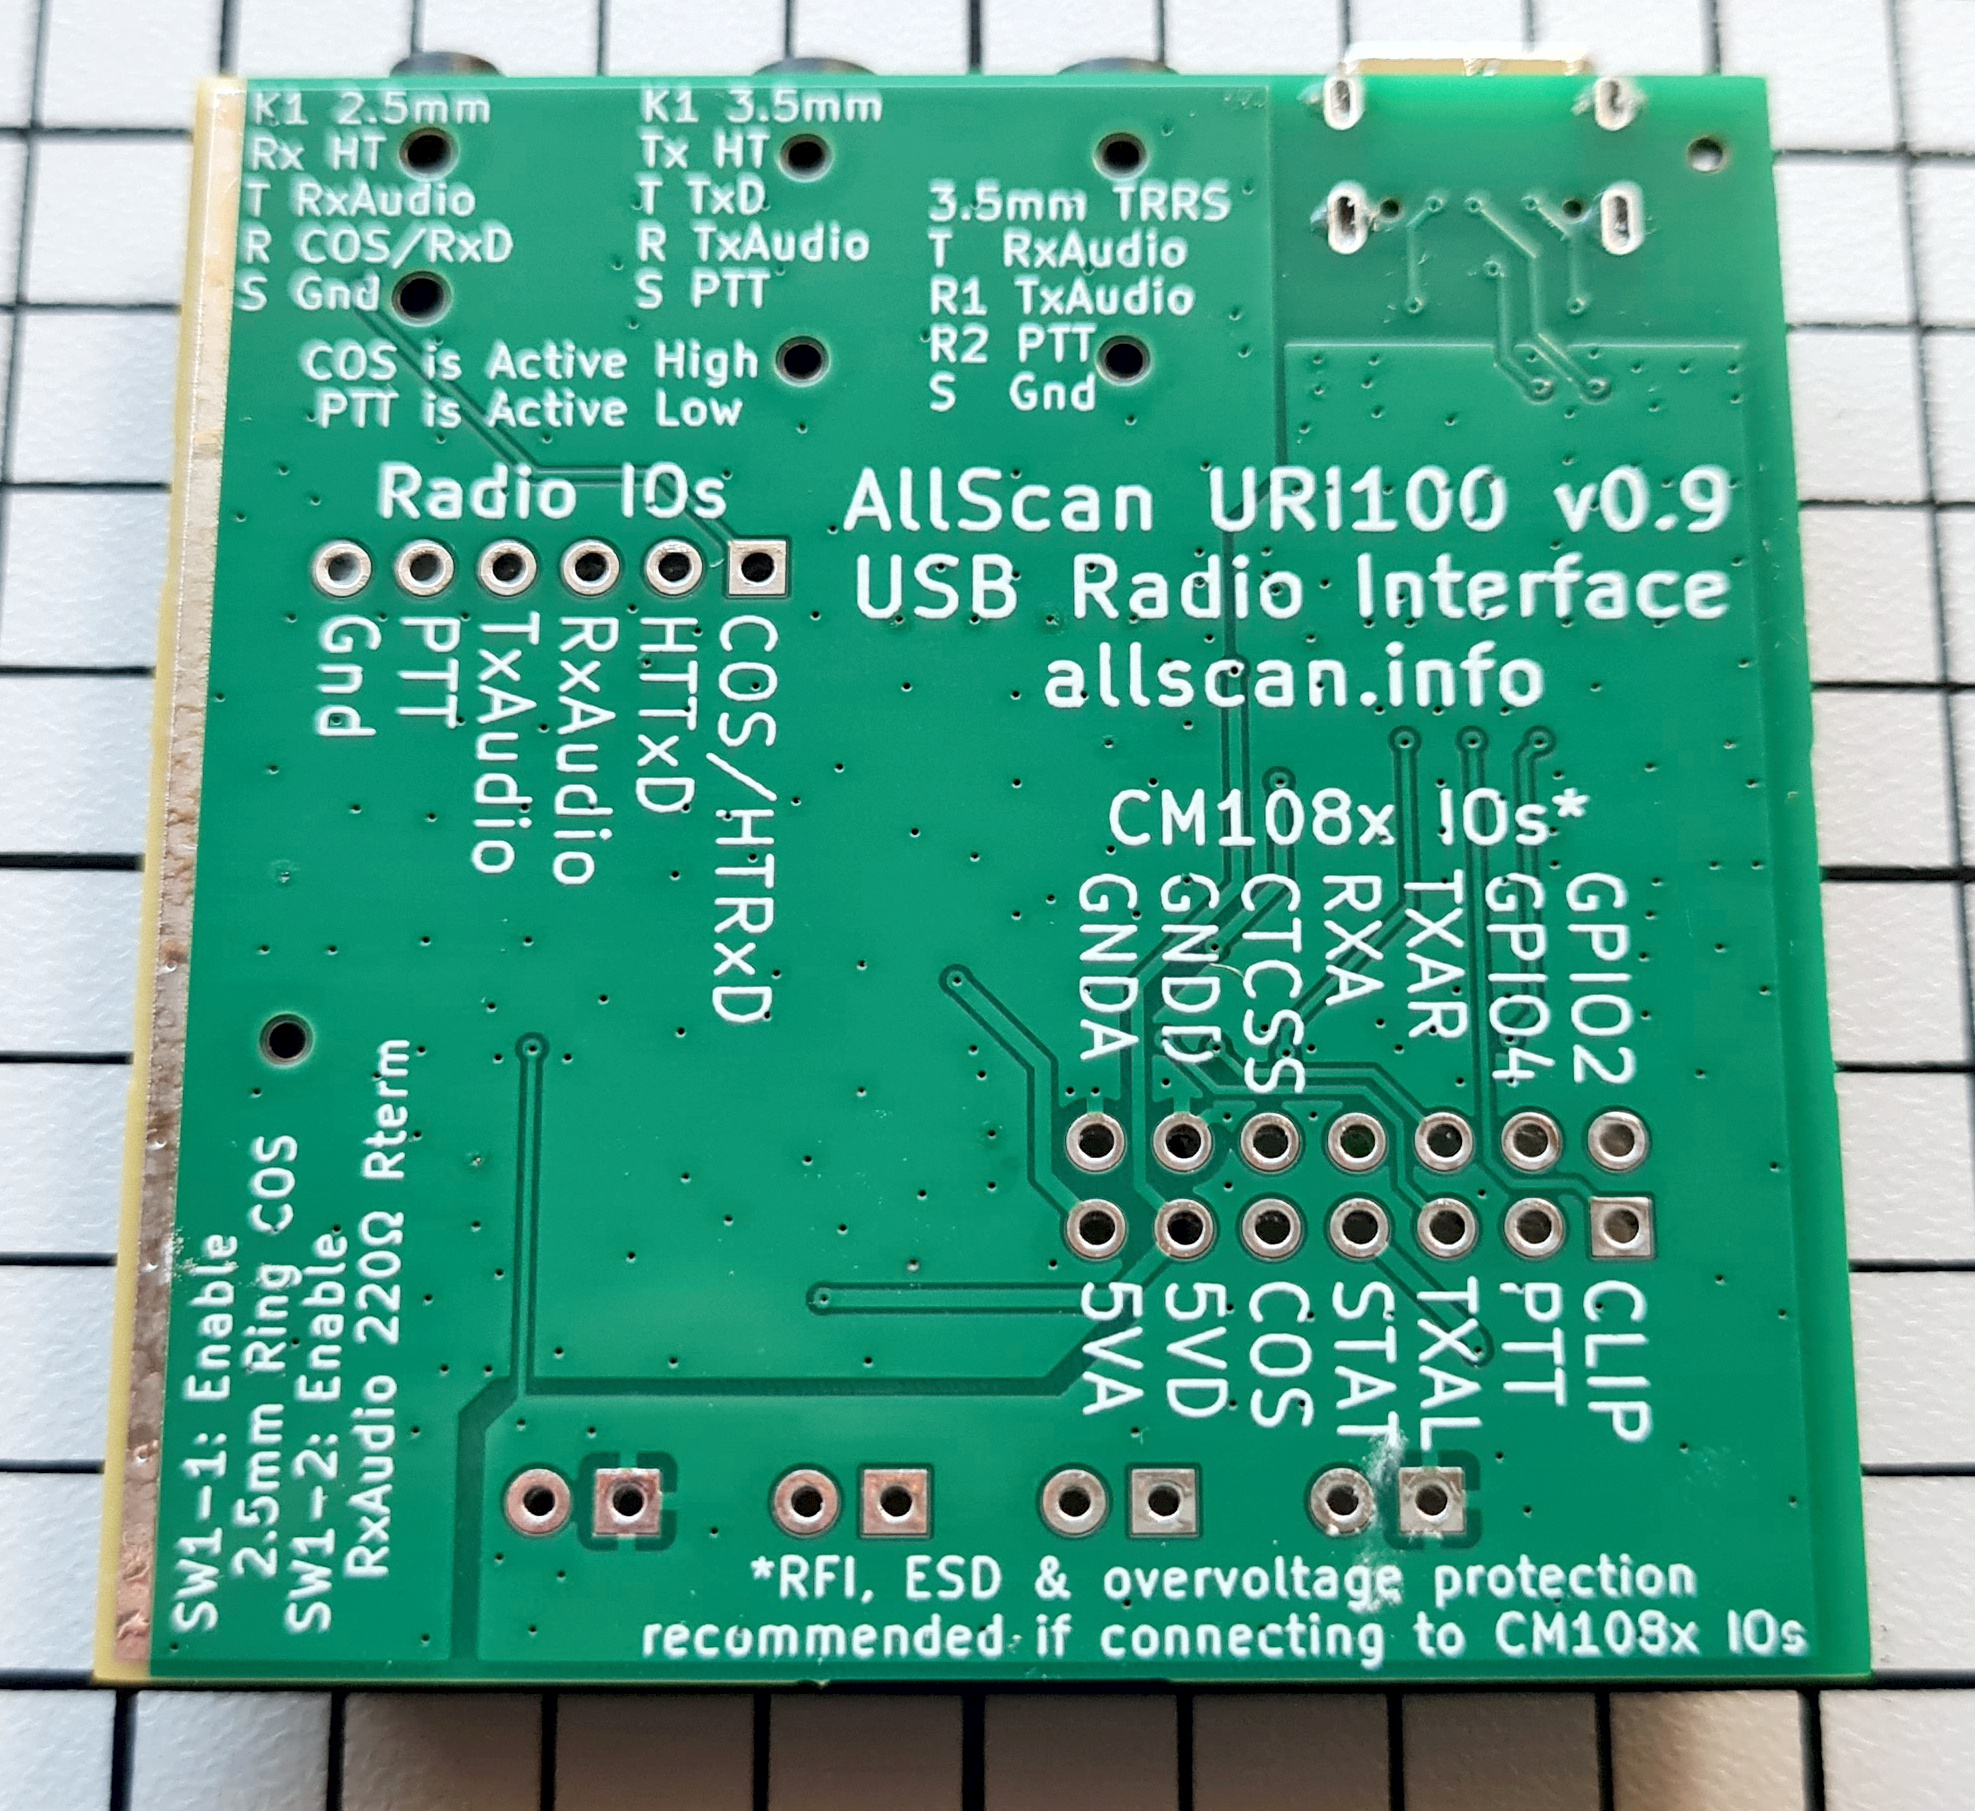 K1 2.5mm
Rx HT
T RxAudio
R COS/RxD
S Gnd
K1 3.5mm
Tx HT
T TxD
R TxAudio
S PTT
3.5mm TRRS
T RxAudio
R1 TxAudio
R2 PTT
S Gnd
COS is Active High
PTT is Active Low
Radio IOs
Gnd
PTT
TxAudio
RxAudio
HTTxD
COS/HTRxD
AllScan URI100 v0.9
USB Radio Interface
allscan.info
CM108x IOs*
GNDA
GNDD
CTCSS
RXA
TXAR
GPIO4
GPIO2
5VA
5VD
COS
STAT
TXAL
PTT
CLIP
SW1-1: Enable
2.5mm Ring COS
SW1-2: Enable
RxAudio 220Ω Rterm
*RFI, ESD & overvoltage protection
recommended if connecting to CM108x IOs